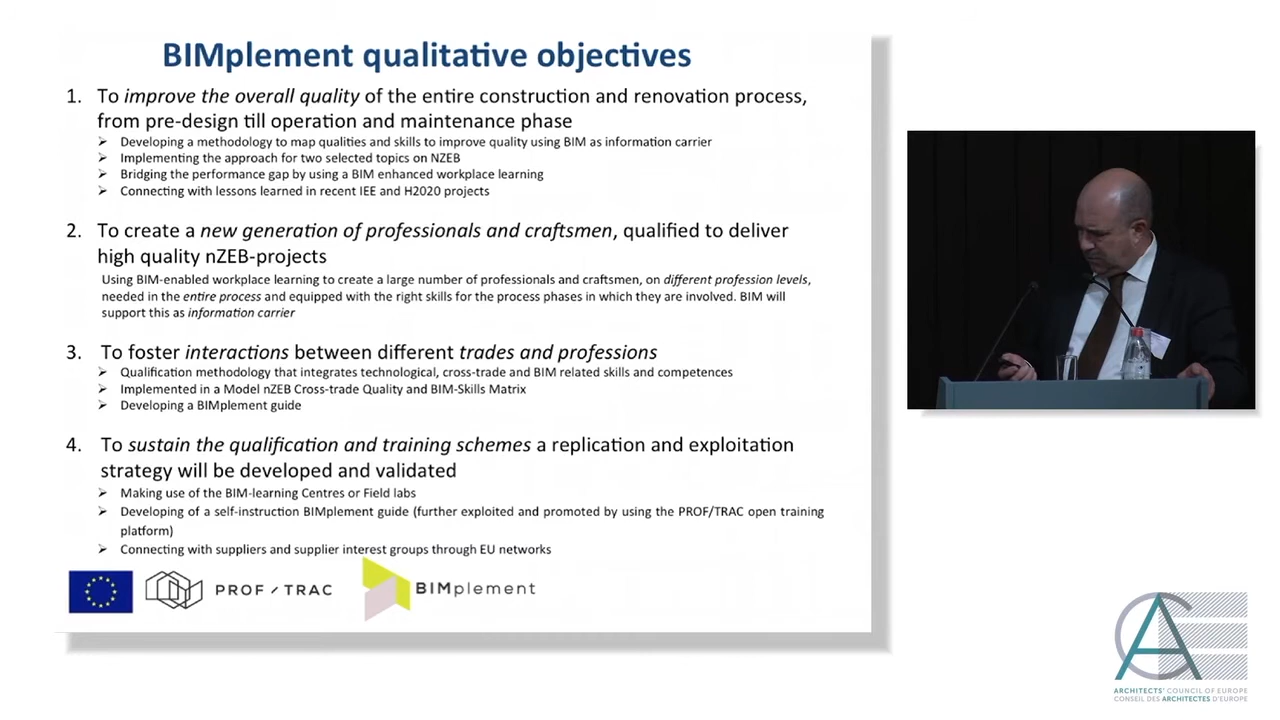 BIMplement qualitative objectives
1. To improve the overall quality of the entire construction and renovation process,
from pre-design till operation and maintenance phase
Developing a methodology to map qualities and skills to improve quality using BIM as information carrier
Implementing the approach for two selected topics on NZEB
Bridging the performance gap by using a BIM enhanced workplace learning
Connecting with lessons learned in recent IEE and H2020 projects
2. To create a new generation of professionals and craftsmen, qualified to deliver
high quality nZEB-projects
Using BIM-enabled workplace learning to create a large number of professionals and craftsmen, on different profession levels,
needed in the entire process and equipped with the right skills for the process phases in which they are involved. BIM will
support this as information carrier
3. To foster interactions between different trades and professions
Qualification methodology that integrates technological, cross-trade and BIM related skills and competences
Implemented in a Model nZEB Cross-trade Quality and BIM-Skills Matrix
Developing a BIMplement guide
4. To sustain the qualification and training schemes a replication and exploitation
strategy will be developed and validated
Making use of the BIM-learning Centres or Field labs
Developing of a self-instruction BIMplement guide (further exploited and promoted by using the PROF/TRAC open training
platform)
Connecting with suppliers and supplier interest groups through EU networks
PROF / TRAC
BIMplement
ACE
ARCHITECTS' COUNCIL OF EUROPE
CONSEIL DES ARCHITECTES D'EUROPE